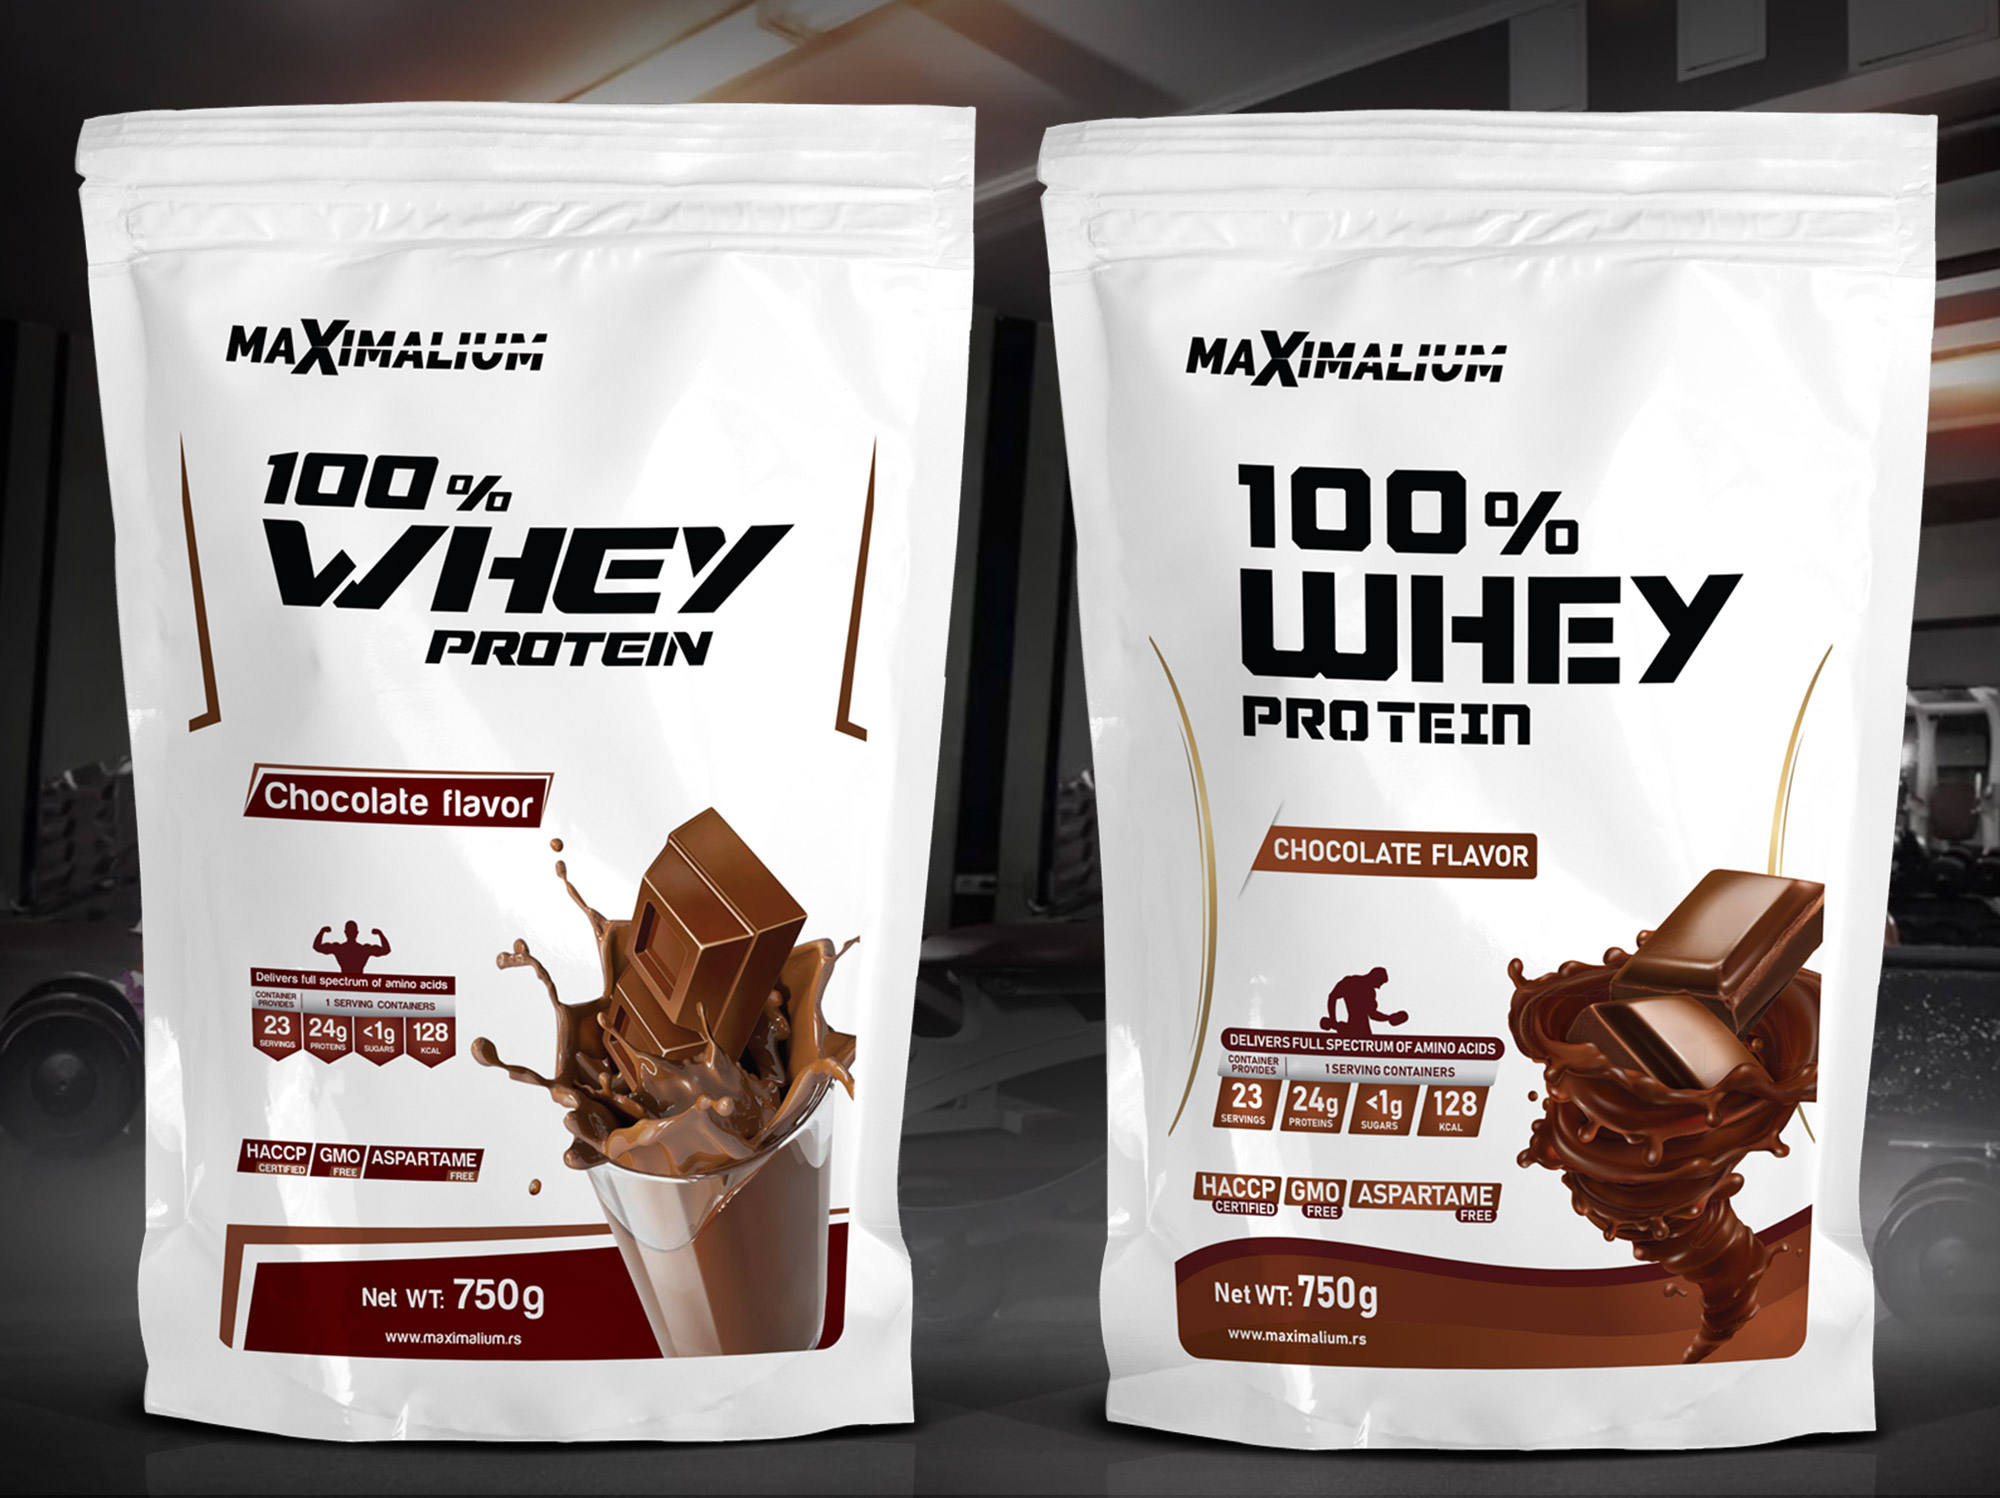 MAXIMALIUM
100%
WHEY
PROTEIN
Chocolate flavor
Delivers full spectrum of amino acids
CONTAINER PROVIDES
1 SERVING CONTAINERS
23 SERVINGS
24g PROTEINS
<1g SUGARS
128 KCAL
HACCP CERTIFIED
GMO FREE
ASPARTAME FREE
Net WT: 750g
www.maximalium.rs
MAXIMALIUM
100%
WHEY
PROTEIN
CHOCOLATE FLAVOR
DELIVERS FULL SPECTRUM OF AMINO ACIDS
CONTAINER PROVIDES
1 SERVING CONTAINERS
23 SERVINGS
24g PROTEINS
<1g SUGARS
128 KCAL
HACCP CERTIFIED
GMO FREE
ASPARTAME FREE
Net WT: 750g
www.maximalium.rs